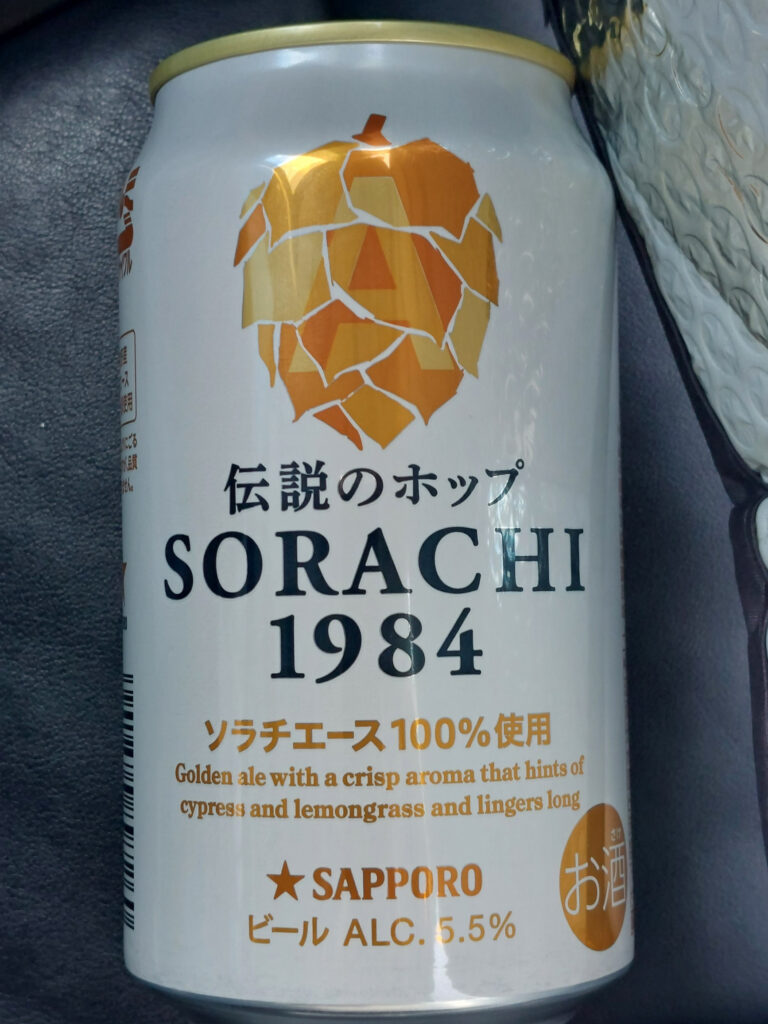 A
伝説のホップ
SORACHI
1984
ソラチエース100%使用
Golden ale with a crisp aroma that hints of
cypress and lemongrass and lingers long
★SAPPORO
ビール ALC. 5.5%
さけ
お酒